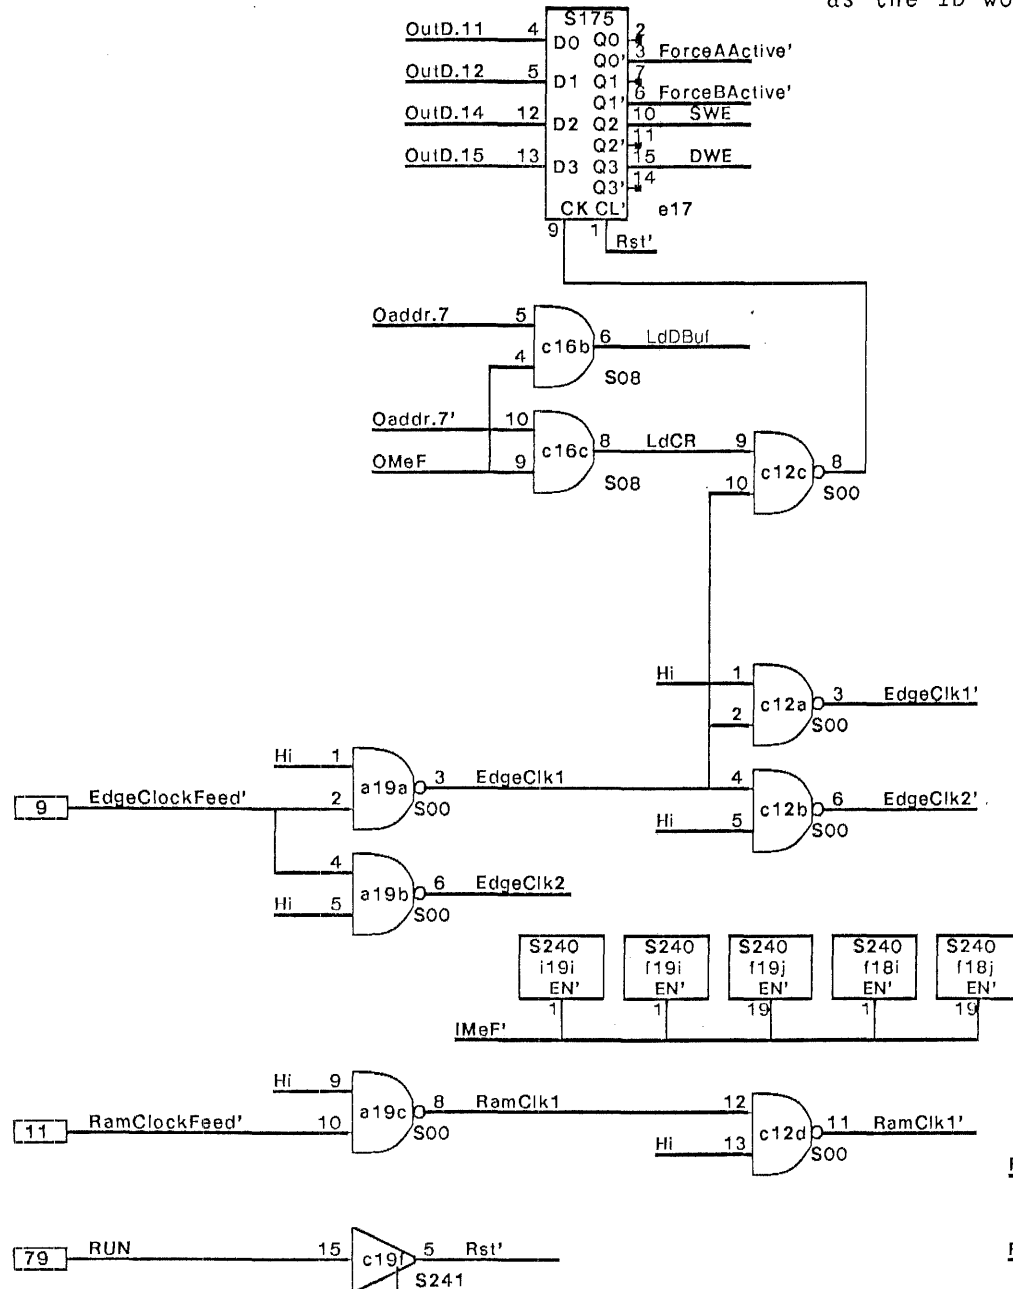 as the ID wo
S175
OutD.11 4 D0 Q0 2
Q0' 3 ForceAActive'
OutD.12 5 D1 Q1 7
Q1' 6 ForceBActive'
OutD.14 12 D2 Q2 10 SWE
Q2' 11
OutD.15 13 D3 Q3 15 DWE
Q3' 14
CK CL' e17
9 1 Rst'
Oaddr.7 5 c16b 6 LdDBuf
4 S08
Oaddr.7' 10 c16c 8 LdCR 9 c12c 8
OMeF 9 S08 10 S00
Hi 1 c12a 3 EdgeClk1'
2 S00
Hi 1 a19a 3 EdgeClk1 4 c12b 6 EdgeClk2'
9 EdgeClockFeed' 2 S00 Hi 5 S00
4 a19b 6 EdgeClk2
Hi 5 S00
S240 S240 S240 S240 S240
i19i f19i f19j f18i f18j
EN' EN' EN' EN' EN'
1 1 19 1 19
IMeF'
Hi 9 a19c 8 RamClk1 12 c12d 11 RamClk1'
11 RamClockFeed' 10 S00 Hi 13 S00
79 RUN 15 c19f 5 Rst'
S241